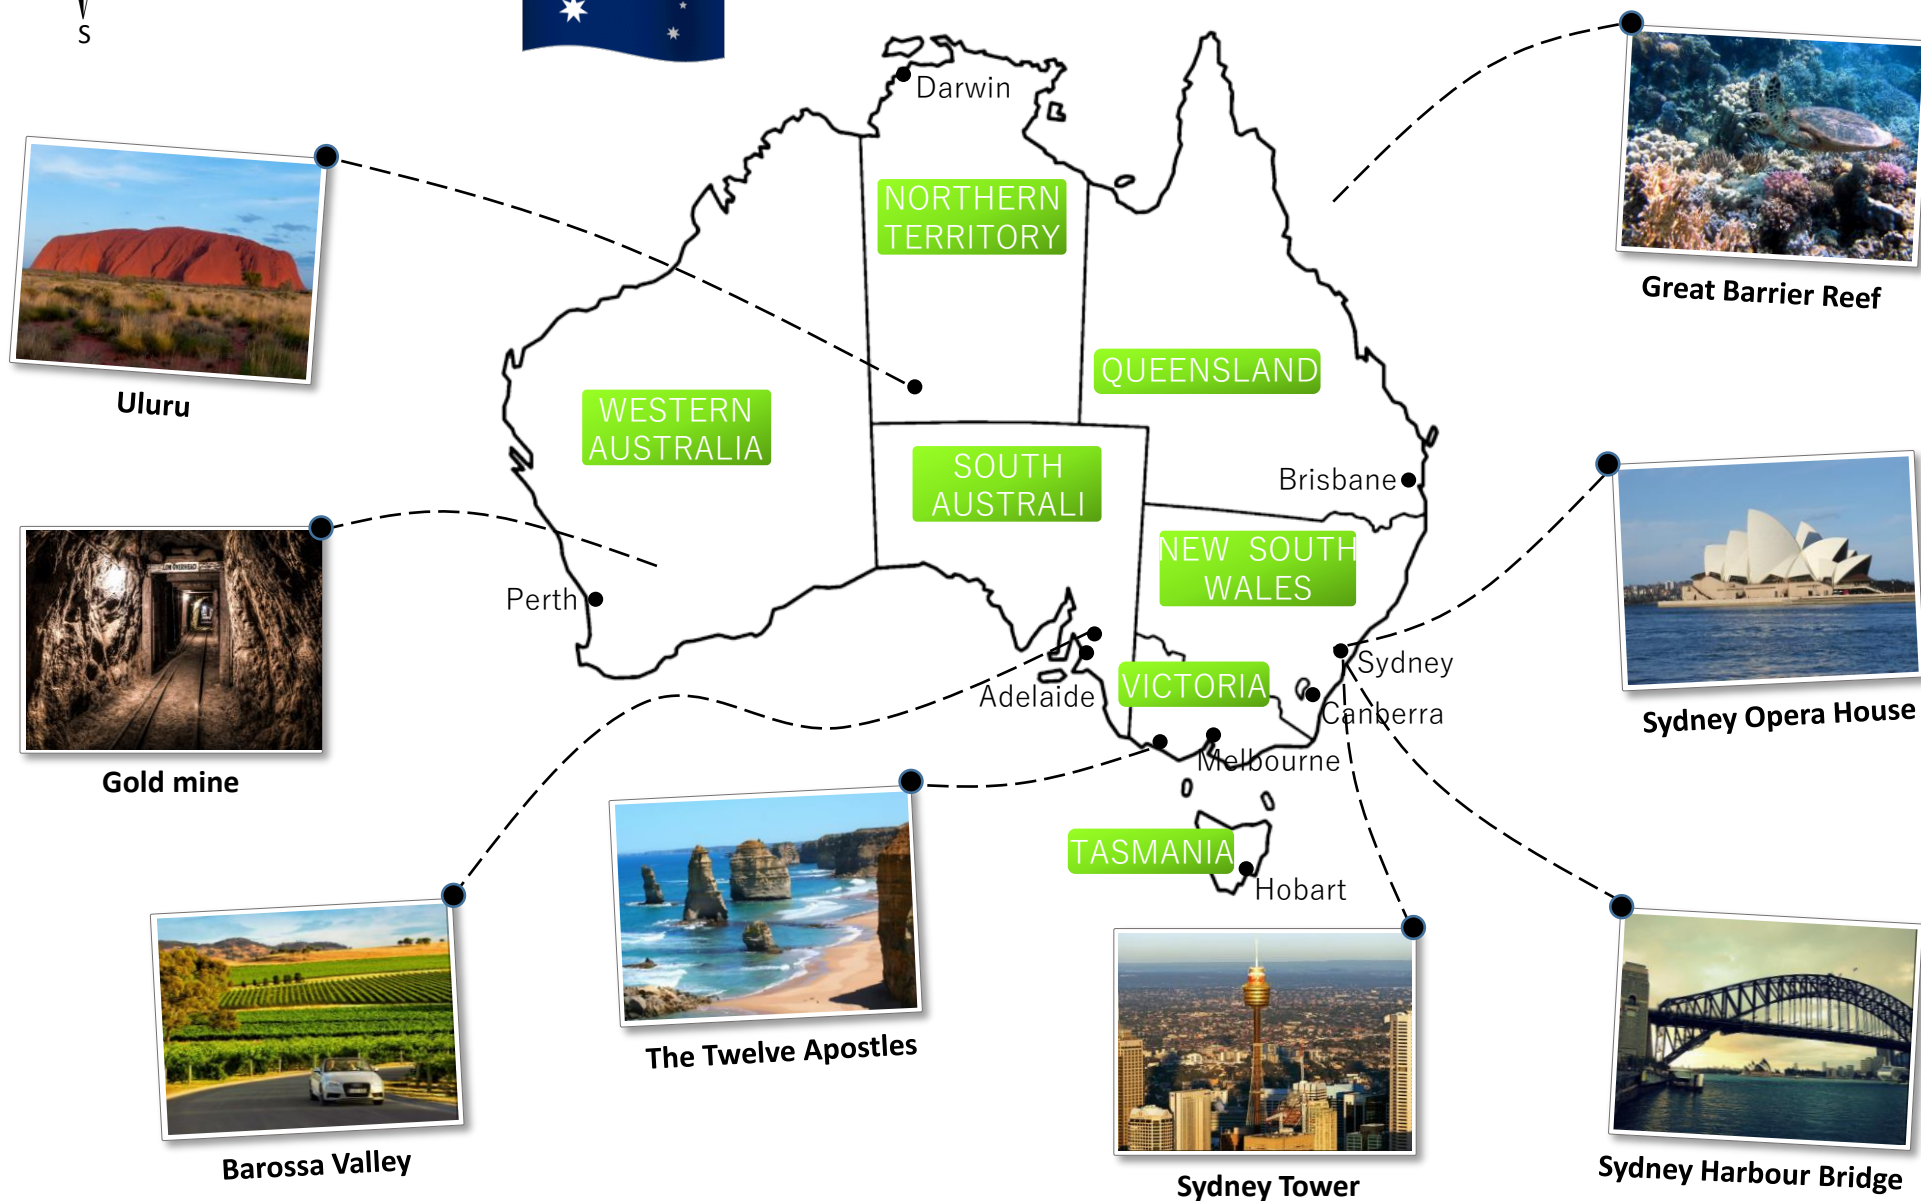 S
Darwin
NORTHERN
TERRITORY
Great Barrier Reef
QUEENSLAND
Uluru
WESTERN
AUSTRALIA
SOUTH
AUSTRALI
Brisbane
NEW SOUTH
WALES
LOW OVERHEAD
Perth
Sydney
Adelaide
VICTORIA
Canberra
Sydney Opera House
Melbourne
Gold mine
TASMANIA
Hobart
The Twelve Apostles
Barossa Valley
Sydney Tower
Sydney Harbour Bridge